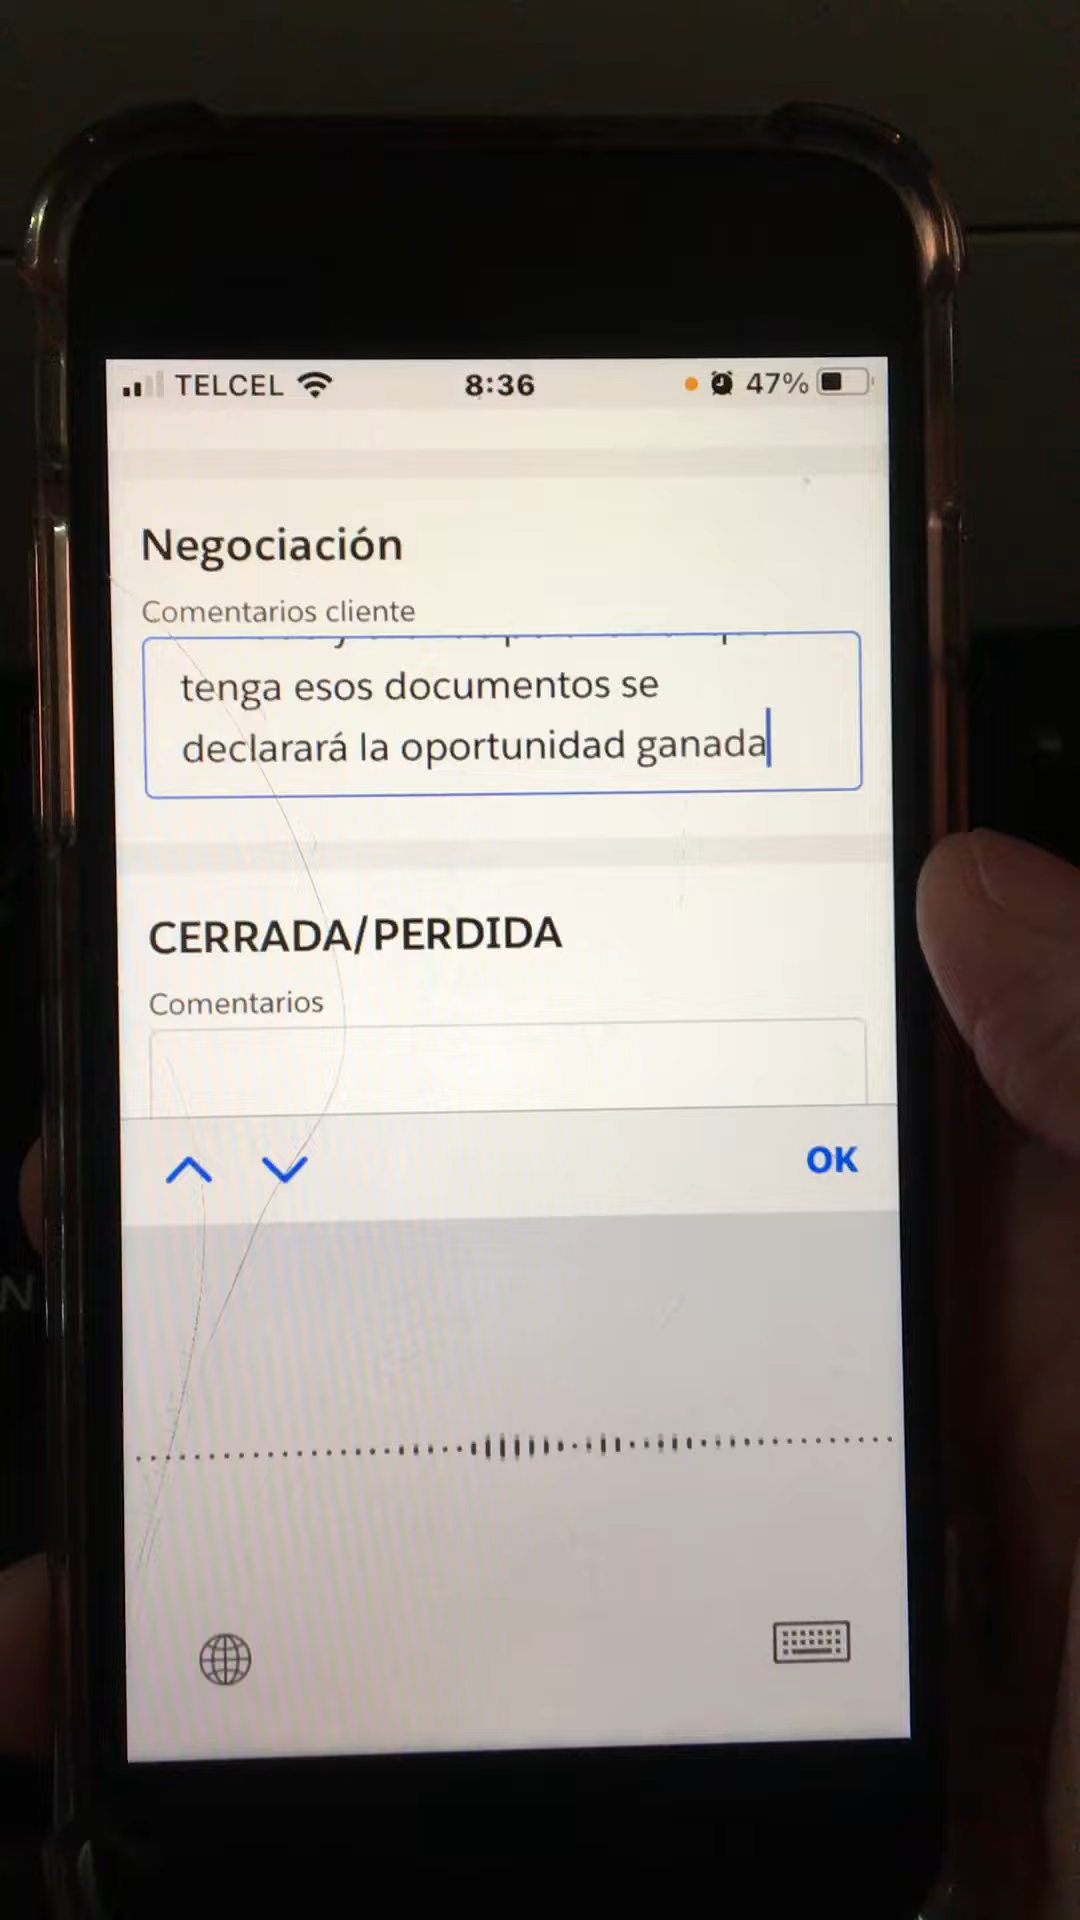 TELCEL 8:36 47%
Negociación
Comentarios cliente
tenga esos documentos se
declarará la oportunidad ganada
CERRADA/PERDIDA
Comentarios
OK
N